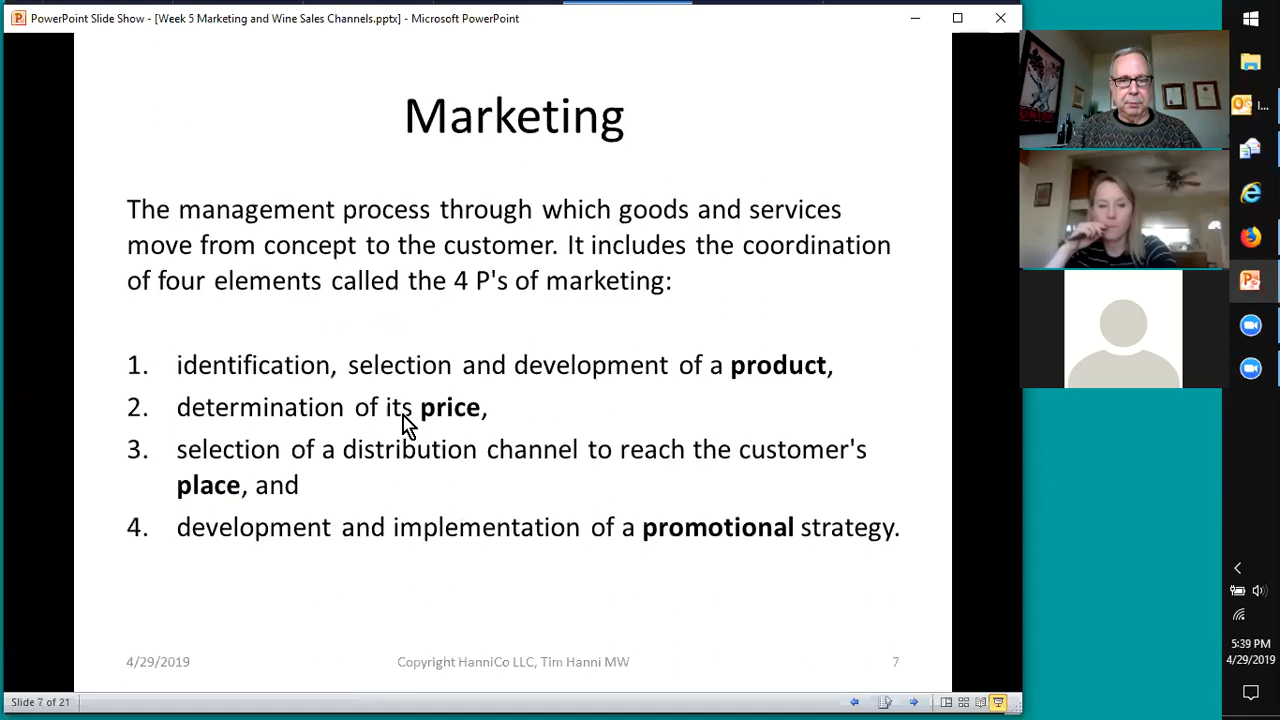 PowerPoint Slide Show - [Week 5 Marketing and Wine Sales Channels.pptx] - Microsoft PowerPoint
Marketing
The management process through which goods and services
move from concept to the customer. It includes the coordination
of four elements called the 4 P's of marketing:
1. identification, selection and development of a product,
2. determination of its price,
3. selection of a distribution channel to reach the customer's
place, and
4. development and implementation of a promotional strategy.
4/29/2019
Copyright HanniCo LLC, Tim Hanni MW
7
Slide 7 of 21
I...
5:39 PM
4/29/2019